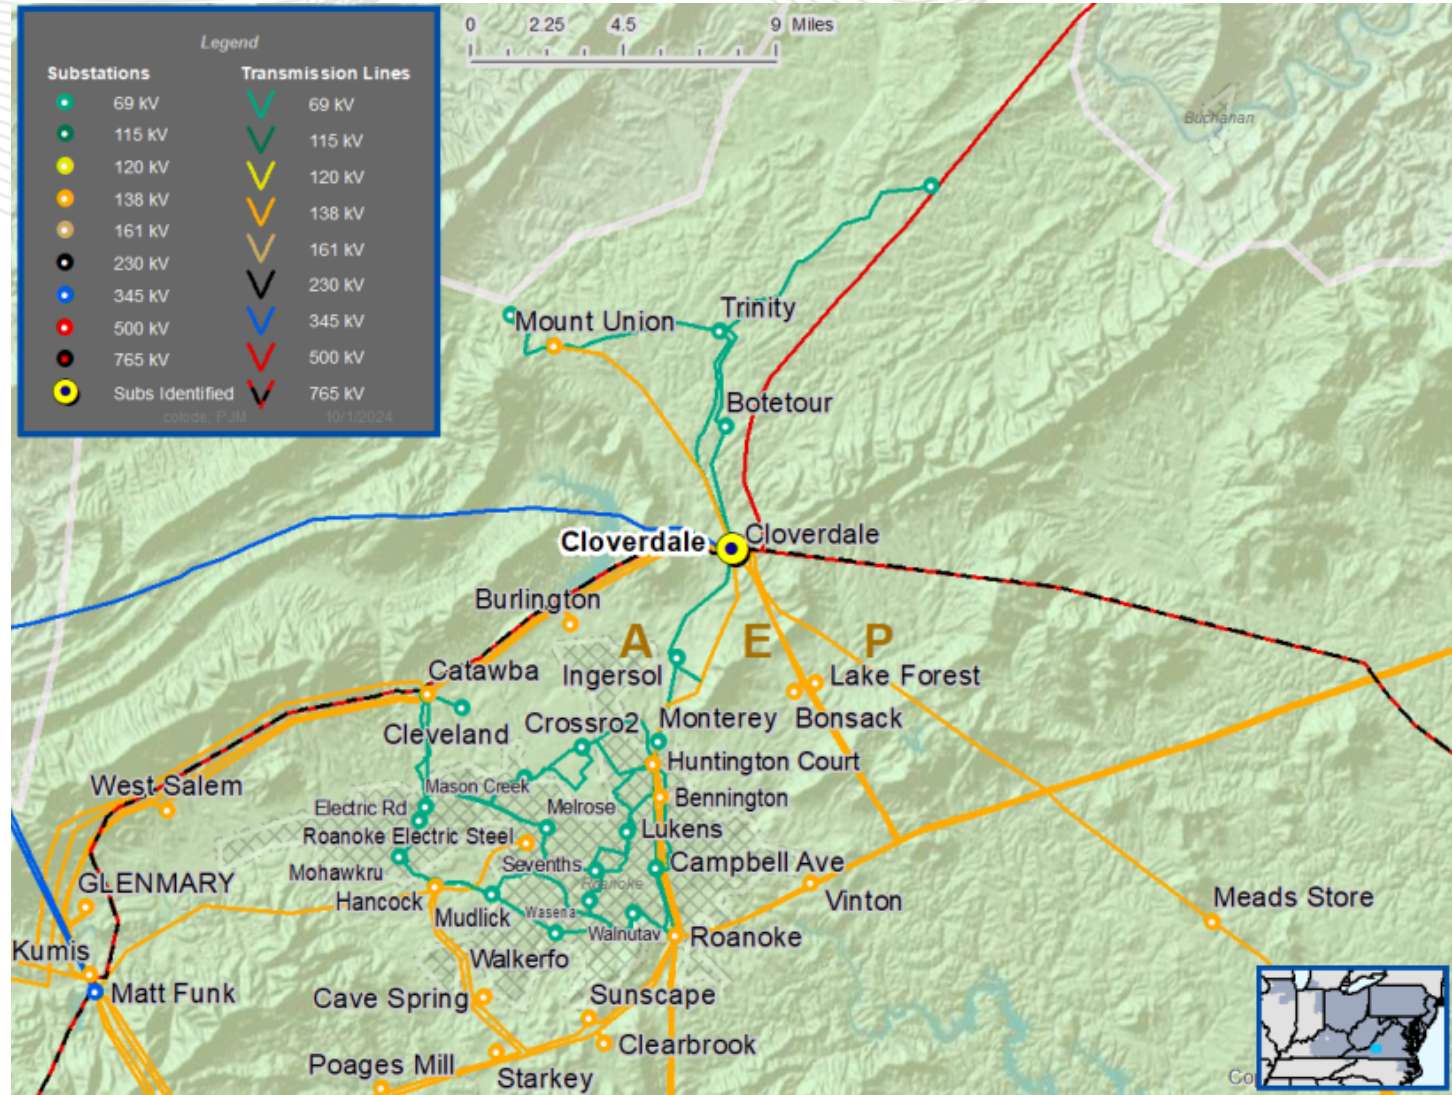 Legend
Substations
Transmission Lines
69 kV
69 kV
115 kV
115 kV
120 kV
120 kV
138 kV
138 kV
161 kV
161 kV
230 kV
230 kV
345 kV
345 kV
500 kV
500 kV
765 kV
765 kV
Subs Identified
colode: PJM
10/1/2024
0 2.25 4.5 9 Miles
Buchanan
Trinity
Mount Union
Botetour
Cloverdale
Cloverdale
Burlington
A E P
Catawba
Ingersol
Lake Forest
Cleveland
Crossro2
Monterey
Bonsack
Huntington Court
West Salem
Mason Creek
Bennington
Electric Rd
Melrose
Roanoke Electric Steel
Lukens
Sevenths
Campbell Ave
Mohawkru
Roanoke
GLENMARY
Hancock
Mudlick
Wasena
Vinton
Meads Store
Walnutav
Roanoke
Kumis
Walkerfo
Matt Funk
Cave Spring
Sunscape
Clearbrook
Poages Mill
Starkey